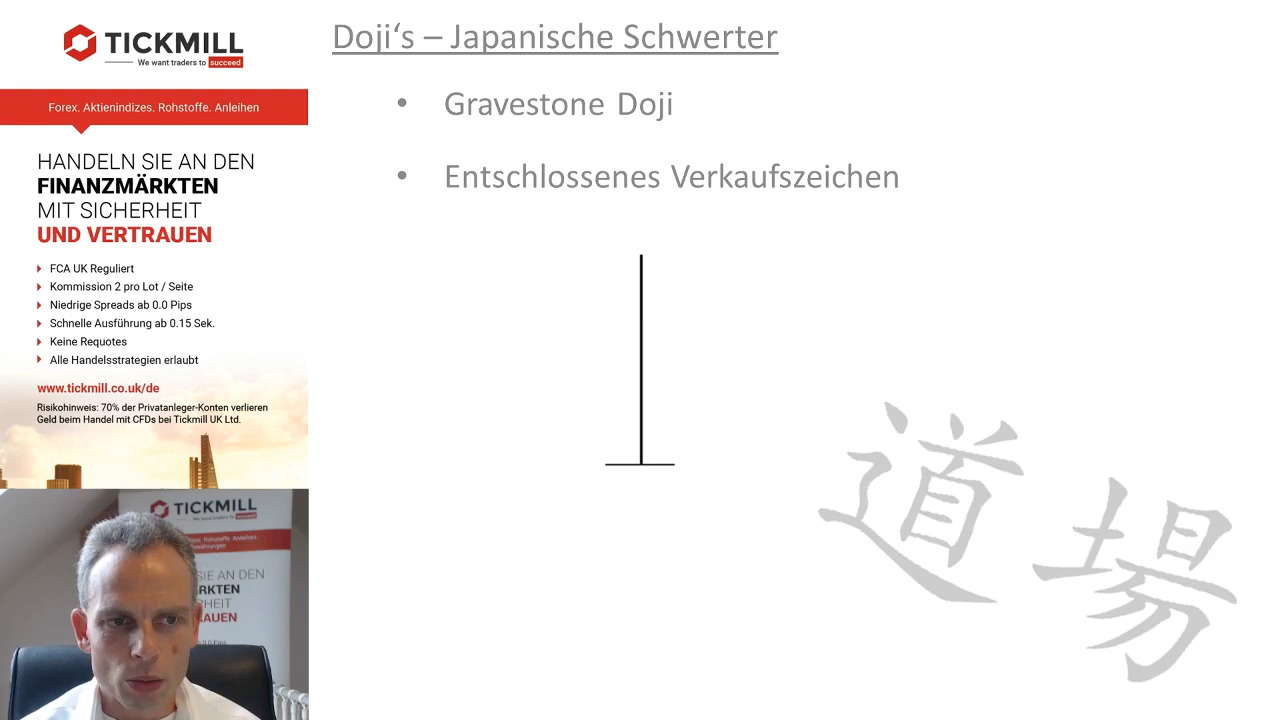 TICKMILL
We want traders to succeed
Forex. Aktienindizes. Rohstoffe. Anleihen
HANDELN SIE AN DEN
FINANZMÄRKTEN
MIT SICHERHEIT
UND VERTRAUEN
FCA UK Reguliert
Kommission 2 pro Lot / Seite
Niedrige Spreads ab 0.0 Pips
Schnelle Ausführung ab 0.15 Sek.
Keine Requotes
Alle Handelsstrategien erlaubt
www.tickmill.co.uk/de
Risikohinweis: 70% der Privatanleger-Konten verlieren
Geld beim Handel mit CFDs bei Tickmill UK Ltd.
Doji‘s – Japanische Schwerter
• Gravestone Doji
• Entschlossenes Verkaufszeichen
道場
TICKMILL
SIE AN DEN
RKTEN
HEIT
AUEN